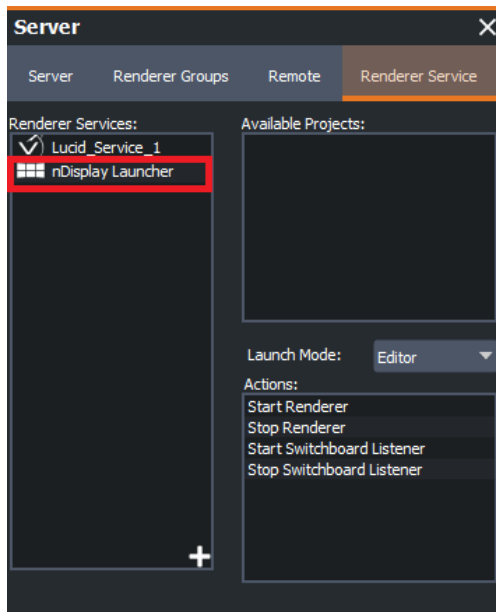 Server
Server Renderer Groups Remote Renderer Service
Renderer Services:
Lucid_Service_1
nDisplay Launcher
Available Projects:
Launch Mode: Editor
Actions:
Start Renderer
Stop Renderer
Start Switchboard Listener
Stop Switchboard Listener